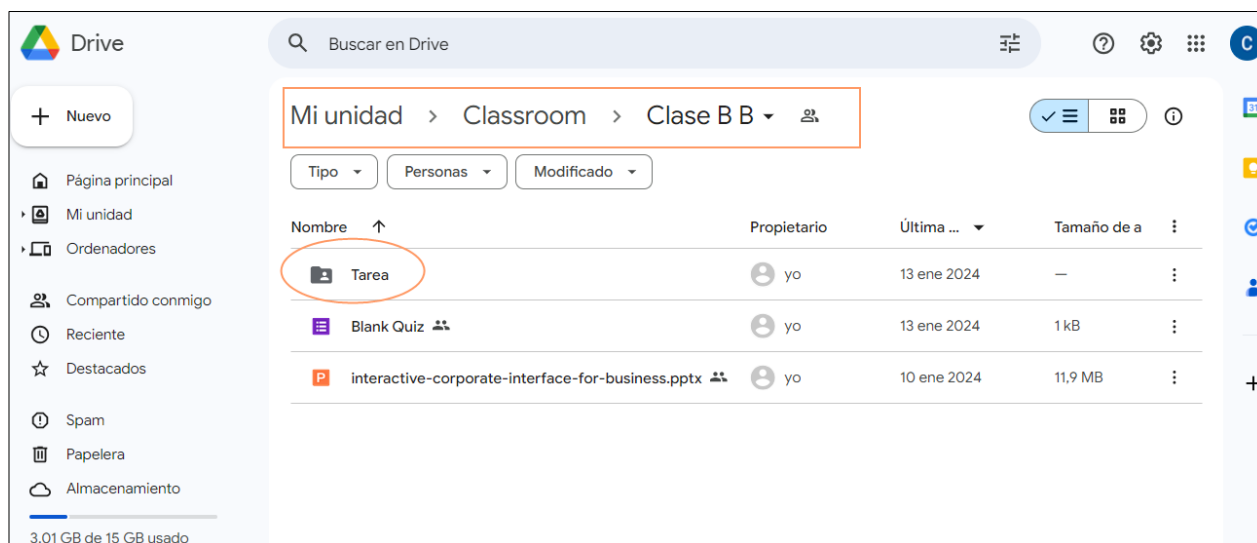 Drive
Buscar en Drive
C
Nuevo
Mi unidad > Classroom > Clase B B
31
Tipo
Personas
Modificado
Página principal
Mi unidad
Ordenadores
Compartido conmigo
Reciente
Destacados
Spam
Papelera
Almacenamiento
3,01 GB de 15 GB usado
Nombre Propietario Última ... Tamaño de a
Tarea yo 13 ene 2024 —
Blank Quiz yo 13 ene 2024 1 kB
P interactive-corporate-interface-for-business.pptx yo 10 ene 2024 11,9 MB